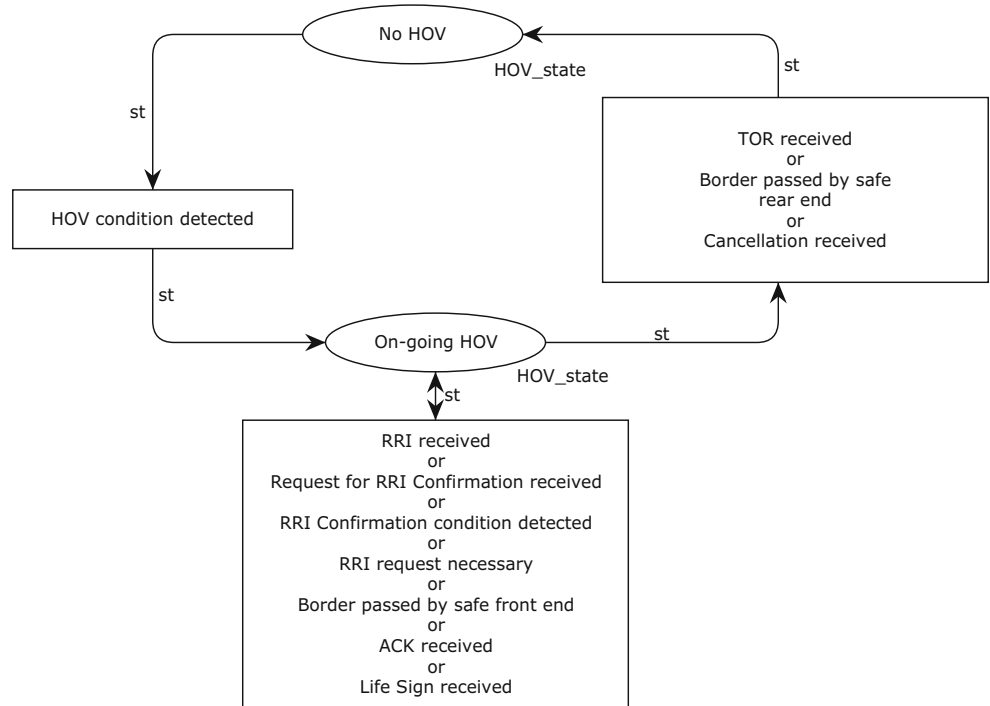 No HOV
HOV_state
st
st
TOR received
or
Border passed by safe
rear end
or
Cancellation received
HOV condition detected
st
On-going HOV
st
HOV_state
st
RRI received
or
Request for RRI Confirmation received
or
RRI Confirmation condition detected
or
RRI request necessary
or
Border passed by safe front end
or
ACK received
or
Life Sign received